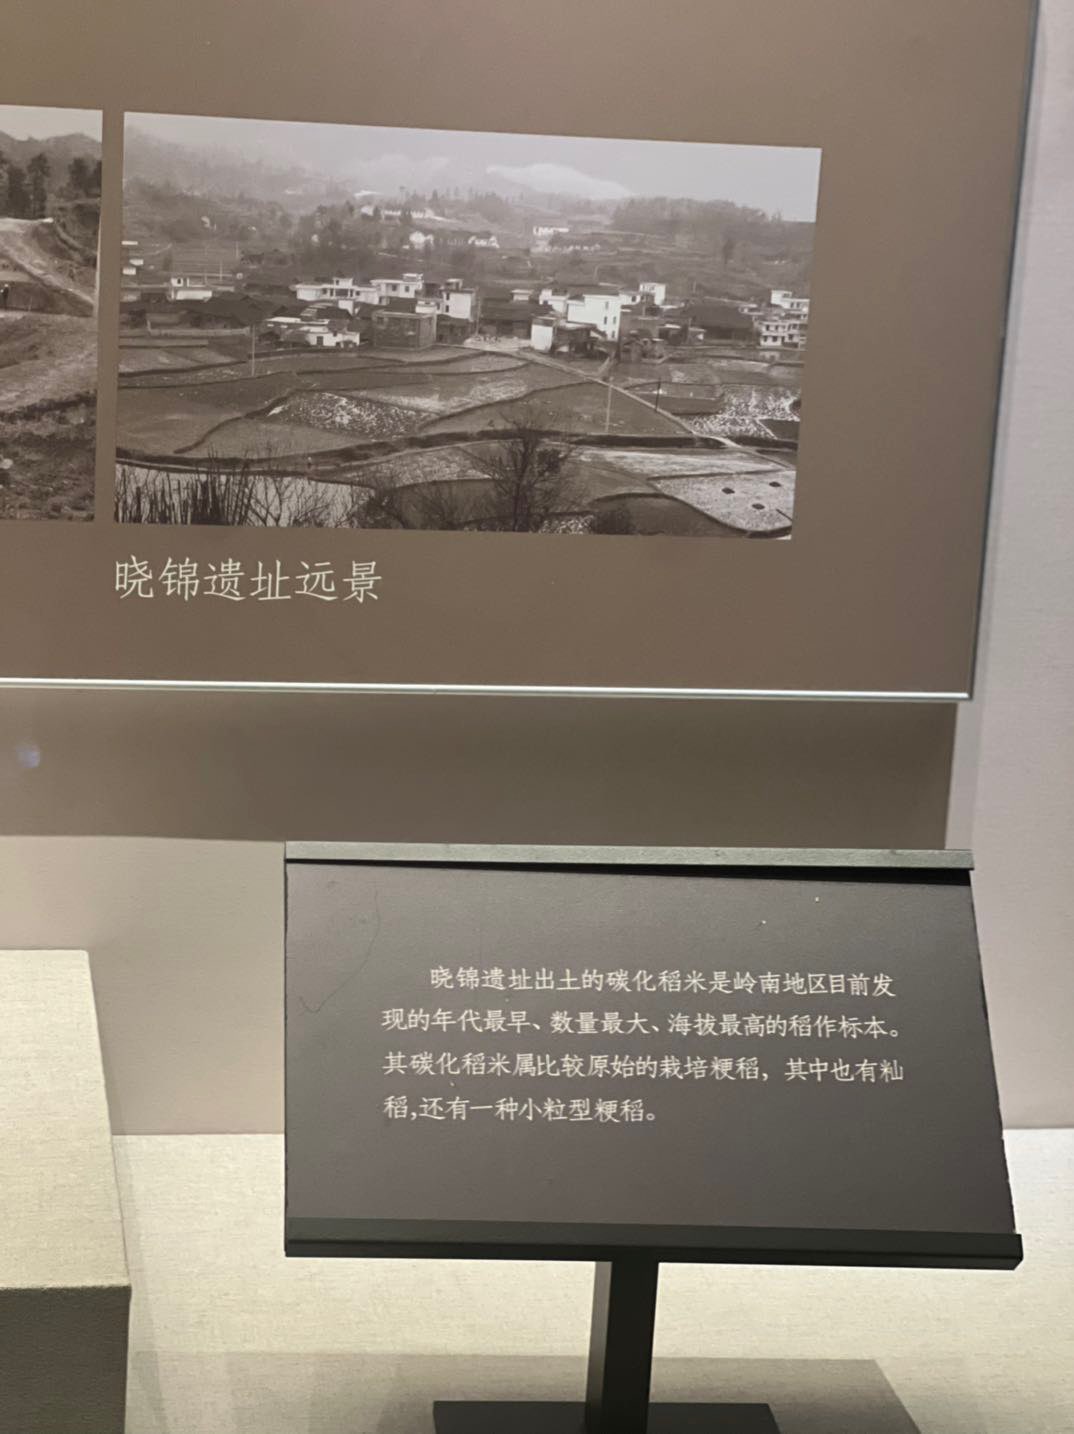 晓锦遗址远景
晓锦遗址出土的碳化稻米是岭南地区目前发
现的年代最早、数量最大、海拔最高的稻作标本。
其碳化稻米属比较原始的栽培粳稻，其中也有籼
稻,还有一种小粒型粳稻。